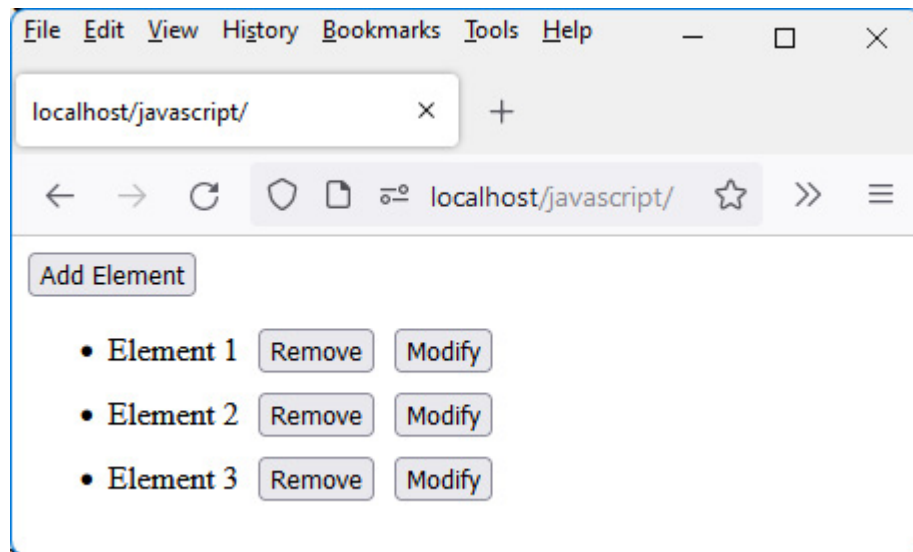 File Edit View History Bookmarks Tools Help
localhost/javascript/
localhost/javascript/
Add Element
• Element 1 Remove Modify
• Element 2 Remove Modify
• Element 3 Remove Modify